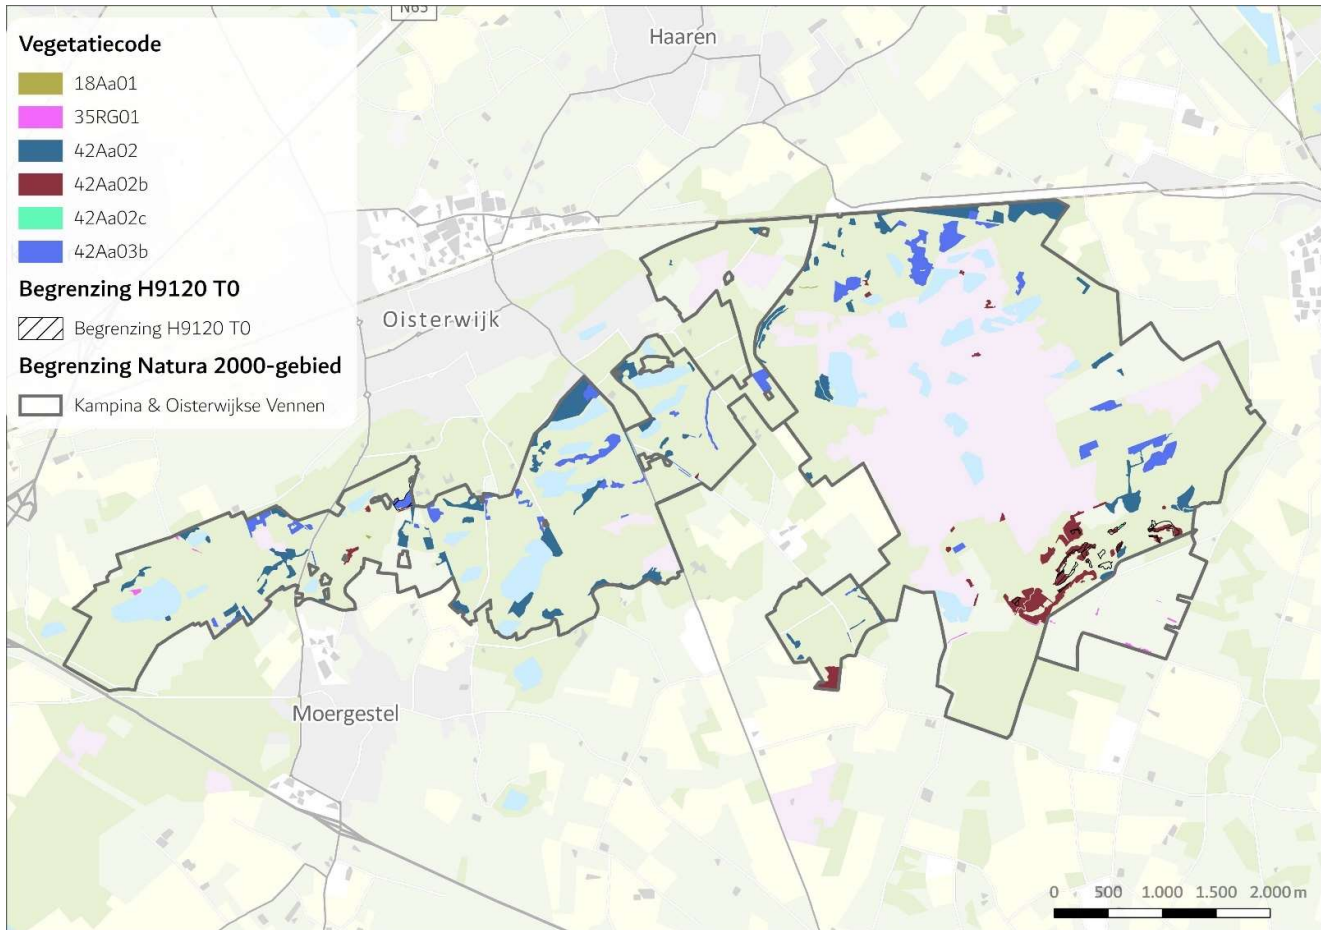 N65
Haaren
Vegetatiecode
18Aa01
35RG01
42Aa02
42Aa02b
42Aa02c
42Aa03b
Begrenzing H9120 T0
Begrenzing H9120 T0
Begrenzing Natura 2000-gebied
Kampina & Oisterwijkse Vennen
Oisterwijk
Moergestel
0 500 1.000 1.500 2.000 m